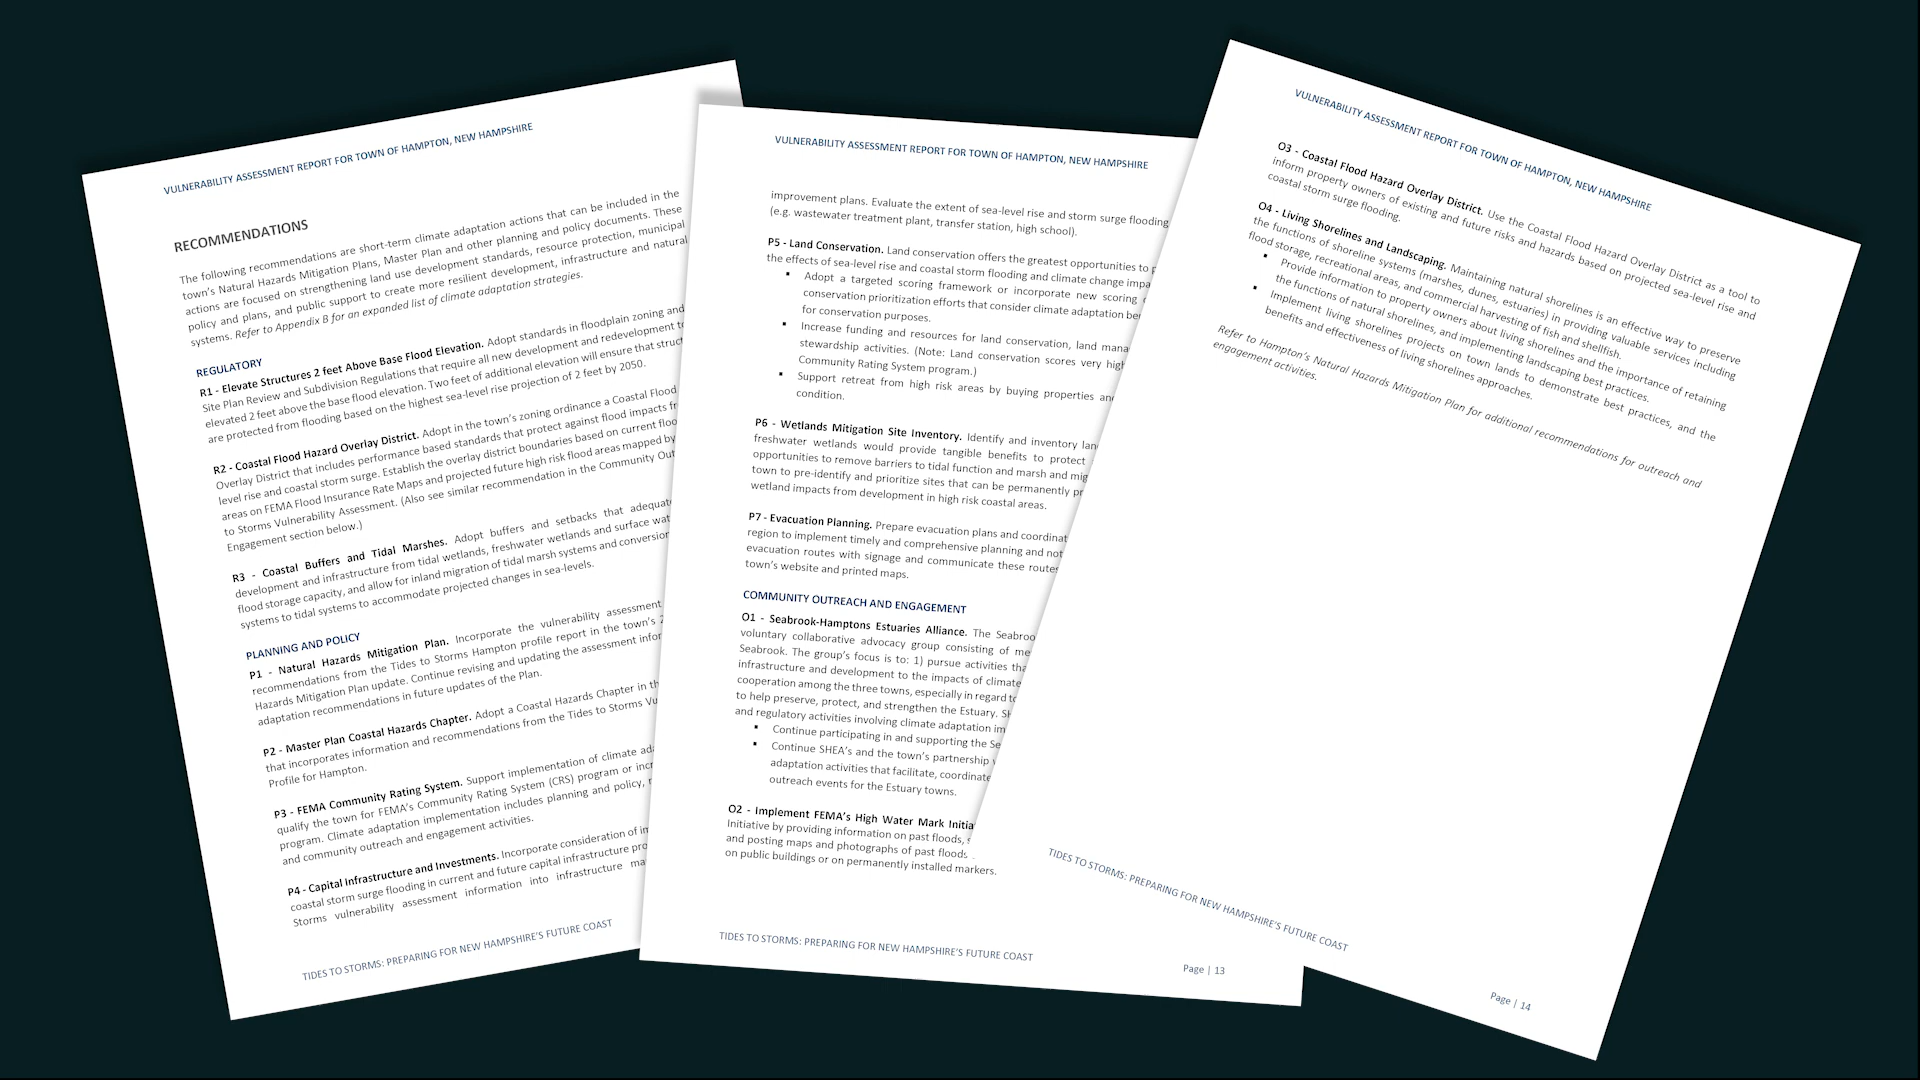 VULNERABILITY ASSESSMENT REPORT FOR TOWN OF HAMPTON, NEW HAMPSHIRE
RECOMMENDATIONS
The following recommendations are short-term climate adaptation actions that can be included in the
town's Natural Hazards Mitigation Plans, Master Plan and other planning and policy documents. These
actions are focused on strengthening land use development standards, resource protection, municipal
policy and plans, and public support to create more resilient development, infrastructure and natural
systems. Refer to Appendix B for an expanded list of climate adaptation strategies.
REGULATORY
R1 - Elevate Structures 2 feet Above Base Flood Elevation. Adopt standards in floodplain zoning and
Site Plan Review and Subdivision Regulations that require all new development and redevelopment to
elevated 2 feet above the base flood elevation. Two feet of additional elevation will ensure that
are protected from flooding based on the highest sea-level rise projection of 2 feet by 2050.
R2 - Coastal Flood Hazard Overlay District. Adopt in the town's zoning ordinance a Coastal Flood
Overlay District that includes performance based standards that protect against flood impacts
level rise and coastal storm surge. Establish the overlay district boundaries based on current
areas on FEMA Flood Insurance Rate Maps and projected future high risk flood areas mapped by
to Storms Vulnerability Assessment. (Also see similar recommendation in the Community
Engagement section below.)
R3 - Coastal Buffers and Tidal Marshes. Adopt buffers and setbacks that
development and infrastructure from tidal wetlands, freshwater wetlands and surface
flood storage capacity, and allow for inland migration of tidal marsh systems and
systems to tidal systems to accommodate projected changes in sea-levels.
PLANNING AND POLICY
P1 - Natural Hazards Mitigation Plan. Incorporate the vulnerability assessment
recommendations from the Tides to Storms Hampton profile report in the town's
Hazards Mitigation Plan update. Continue revising and updating the assessment
adaptation recommendations in future updates of the Plan.
P2 - Master Plan Coastal Hazards Chapter. Adopt a Coastal Hazards Chapter in
that incorporates information and recommendations from the Tides to Storms
Profile for Hampton.
P3 - FEMA Community Rating System. Support implementation of climate
qualify the town for FEMA's Community Rating System (CRS) program or
program. Climate adaptation implementation includes planning and policy,
and community outreach and engagement activities.
P4 - Capital Infrastructure and Investments. Incorporate consideration of
coastal storm surge flooding in current and future capital infrastructure
Storms vulnerability assessment information into infrastructure
TIDES TO STORMS: PREPARING FOR NEW HAMPSHIRE'S FUTURE COAST
VULNERABILITY ASSESSMENT REPORT FOR TOWN OF HAMPTON, NEW HAMPSHIRE
improvement plans. Evaluate the extent of sea-level rise and storm surge flooding
(e.g. wastewater treatment plant, transfer station, high school).
P5 - Land Conservation. Land conservation offers the greatest opportunities to
the effects of sea-level rise and coastal storm flooding and climate change
▪ Adopt a targeted scoring framework or incorporate new scoring
conservation prioritization efforts that consider climate adaptation
for conservation purposes.
▪ Increase funding and resources for land conservation, land
stewardship activities. (Note: Land conservation scores very
Community Rating System program.)
▪ Support retreat from high risk areas by buying properties
condition.
P6 - Wetlands Mitigation Site Inventory. Identify and inventory
freshwater wetlands would provide tangible benefits to protect
opportunities to remove barriers to tidal function and marsh and
town to pre-identify and prioritize sites that can be permanently
wetland impacts from development in high risk coastal areas.
P7 - Evacuation Planning. Prepare evacuation plans and
region to implement timely and comprehensive planning and
evacuation routes with signage and communicate these routes
town's website and printed maps.
COMMUNITY OUTREACH AND ENGAGEMENT
O1 - Seabrook-Hamptons Estuaries Alliance. The
voluntary collaborative advocacy group consisting of
Seabrook. The group's focus is to: 1) pursue activities
infrastructure and development to the impacts of climate
cooperation among the three towns, especially in regard to
to help preserve, protect, and strengthen the Estuary.
and regulatory activities involving climate adaptation
▪ Continue participating in and supporting the
▪ Continue SHEA's and the town's partnership
adaptation activities that facilitate, coordinate
outreach events for the Estuary towns.
O2 - Implement FEMA's High Water Mark
Initiative by providing information on past floods,
and posting maps and photographs of past floods
on public buildings or on permanently installed markers.
TIDES TO STORMS: PREPARING FOR NEW HAMPSHIRE'S FUTURE COAST
Page | 13
VULNERABILITY ASSESSMENT REPORT FOR TOWN OF HAMPTON, NEW HAMPSHIRE
O3 - Coastal Flood Hazard Overlay District. Use the Coastal Flood Hazard Overlay District as a tool to
inform property owners of existing and future risks and hazards based on projected sea-level rise and
coastal storm surge flooding.
O4 - Living Shorelines and Landscaping. Maintaining natural shorelines is an effective way to preserve
the functions of shoreline systems (marshes, dunes, estuaries) in providing valuable services including
flood storage, recreational areas, and commercial harvesting of fish and shellfish.
▪ Provide information to property owners about living shorelines and the importance of retaining
the functions of natural shorelines, and implementing landscaping best practices.
▪ Implement living shorelines projects on town lands to demonstrate best practices, and the
benefits and effectiveness of living shorelines approaches.
Refer to Hampton's Natural Hazards Mitigation Plan for additional recommendations for outreach and
engagement activities.
TIDES TO STORMS: PREPARING FOR NEW HAMPSHIRE'S FUTURE COAST
Page | 14